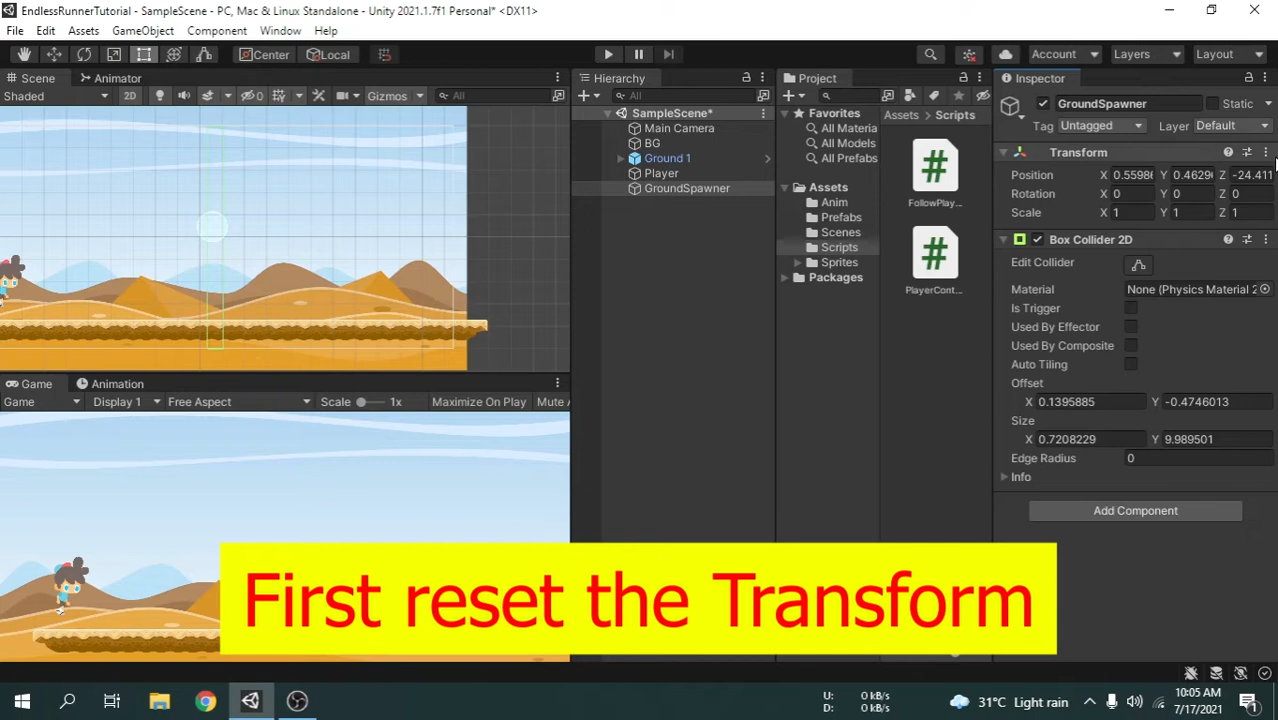 EndlessRunnerTutorial - SampleScene - PC, Mac & Linux Standalone - Unity 2021.1.7f1 Personal* <DX11>
File Edit Assets GameObject Component Window Help
Center Local Account Layers Layout
Scene Animator
Shaded 2D 0 Gizmos All
Game Animation
Game Display 1 Free Aspect Scale 1x Maximize On Play Mute A
Hierarchy
All
SampleScene*
Main Camera
BG
Ground 1
Player
GroundSpawner
Project
Favorites
All Materia
All Models
All Prefabs
Assets
Anim
Prefabs
Scenes
Scripts
Sprites
Packages
Assets Scripts
#
FollowPlay...
#
PlayerCont...
Inspector
GroundSpawner Static
Tag Untagged Layer Default
Transform
Position X 0.5598 Y 0.4629 Z -24.411
Rotation X 0 Y 0 Z 0
Scale X 1 Y 1 Z 1
Box Collider 2D
Edit Collider
Material None (Physics Material 2
Is Trigger
Used By Effector
Used By Composite
Auto Tiling
Offset
X 0.1395885 Y -0.4746013
Size
X 0.7208229 Y 9.989501
Edge Radius 0
Info
Add Component
First reset the Transform
U: 0 kB/s
D: 0 kB/s
31°C Light rain
10:05 AM
7/17/2021
1